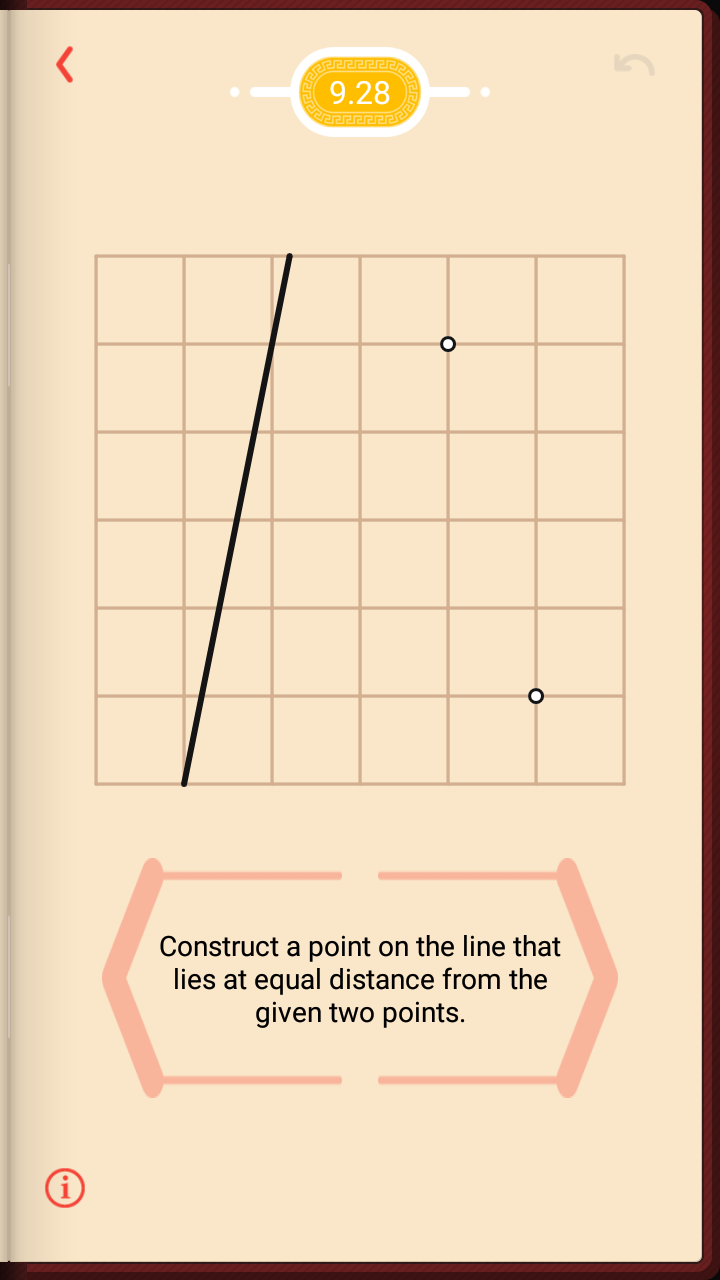 9.28
Construct a point on the line that
lies at equal distance from the
given two points.
i